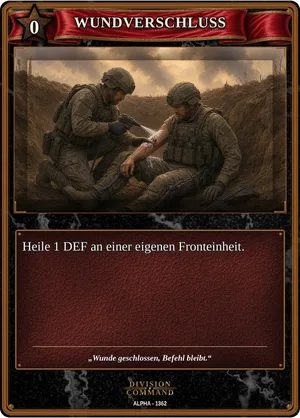 0
WUNDVERSCHLUSS
Heile 1 DEF an einer eigenen Fronteinheit.
„Wunde geschlossen, Befehl bleibt.“
DIVISION
COMMAND
ALPHA - 1362